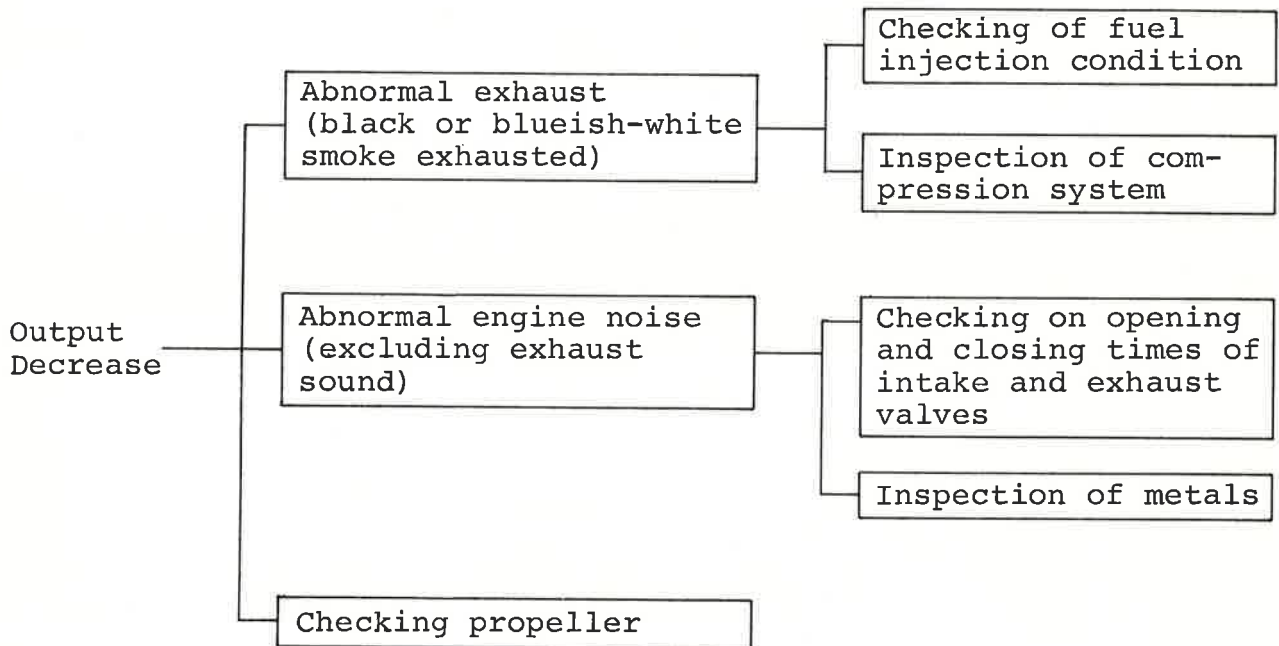 Output
Decrease
Abnormal exhaust
(black or blueish-white
smoke exhausted)
Checking of fuel
injection condition
Inspection of com-
pression system
Abnormal engine noise
(excluding exhaust
sound)
Checking on opening
and closing times of
intake and exhaust
valves
Inspection of metals
Checking propeller